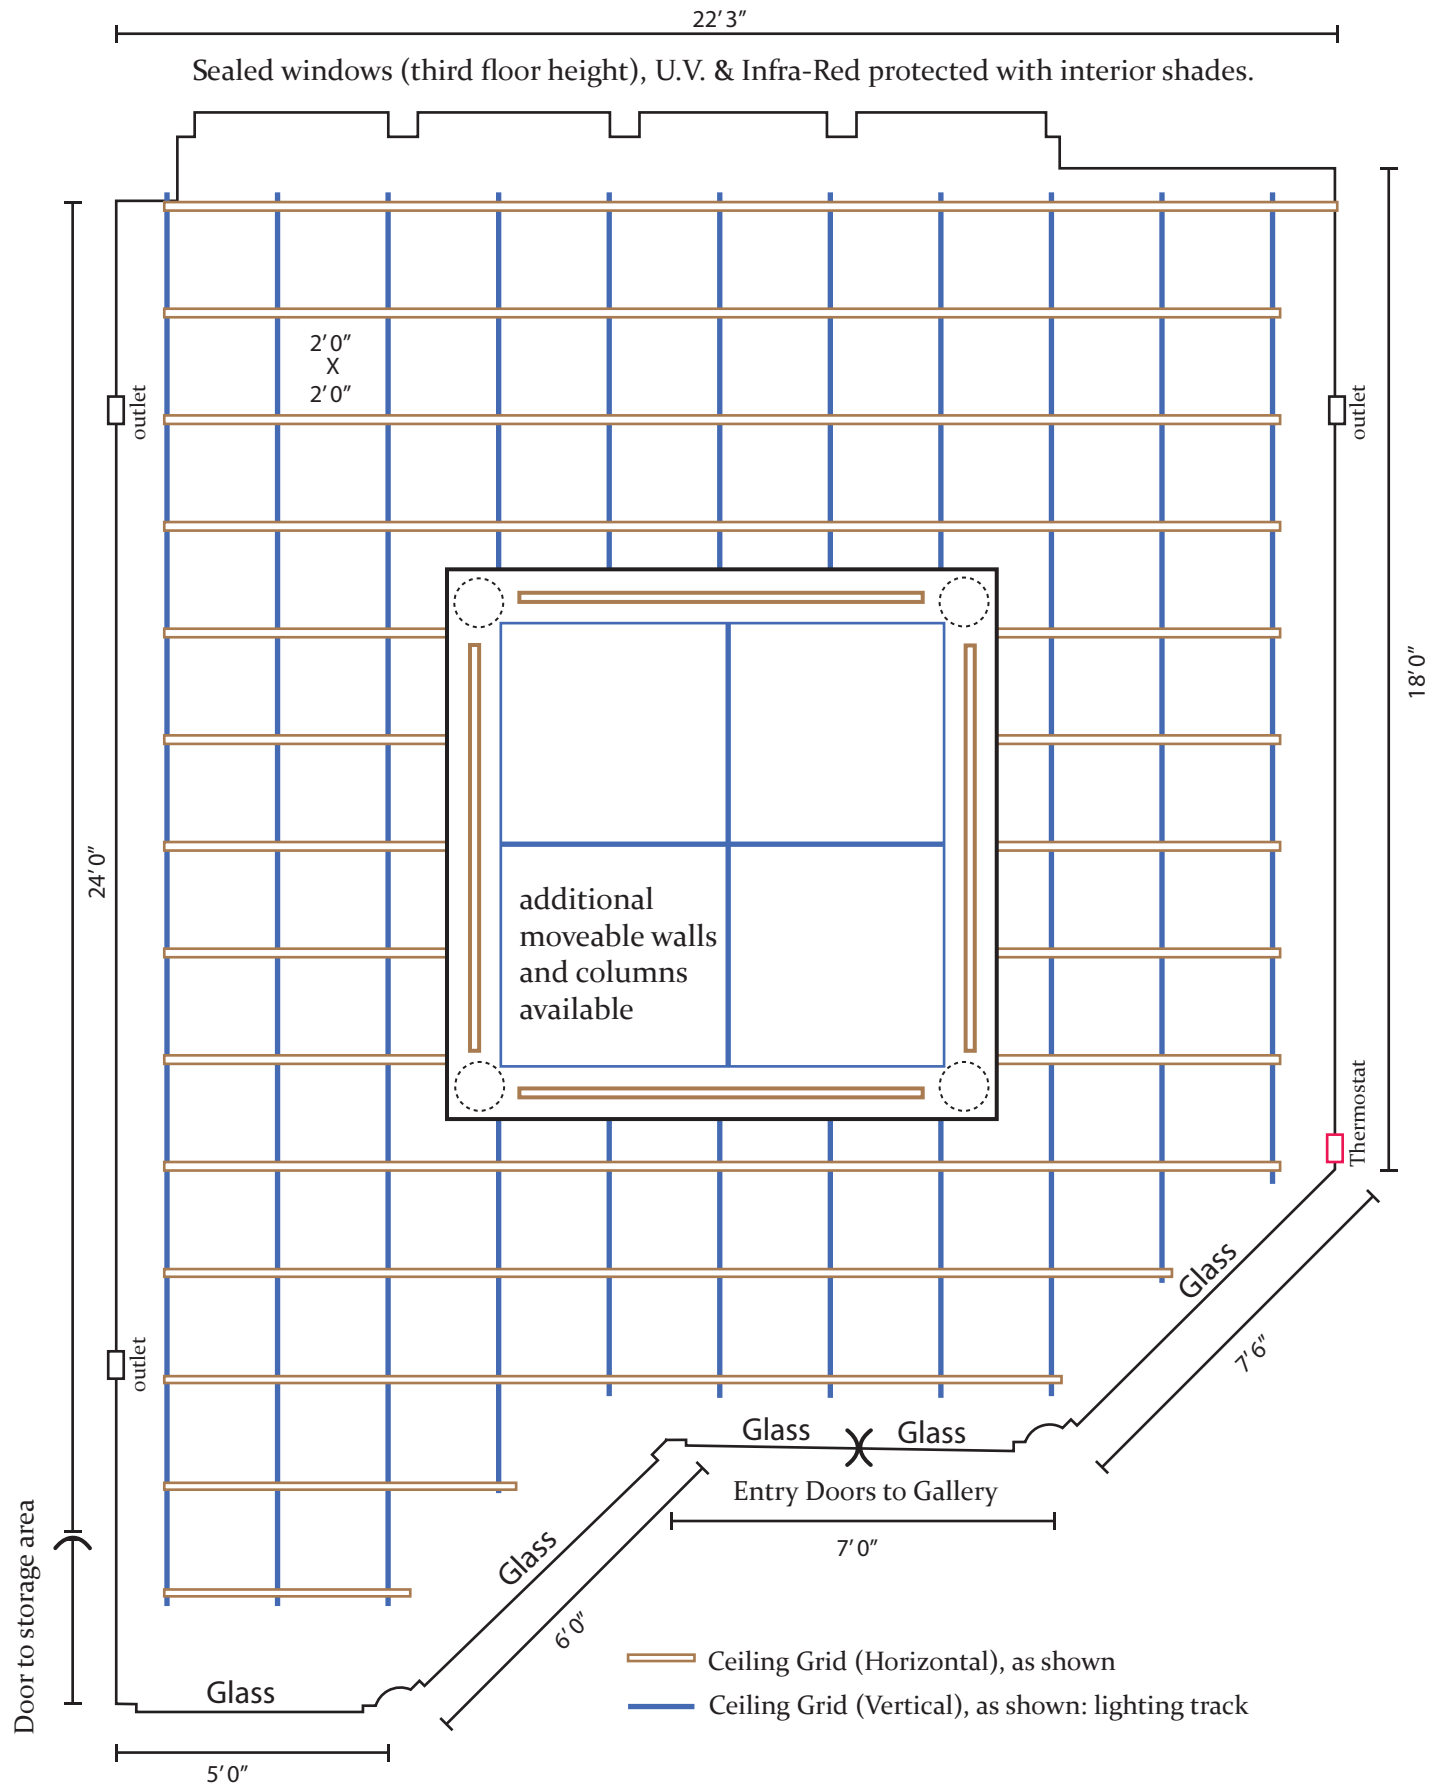 22’3”
Sealed windows (third floor height), U.V. & Infra-Red protected with interior shades.
2’0”
X
2’0”
outlet
outlet
18’0”
24’0”
additional
moveable walls
and columns
available
Thermostat
Glass
7’6”
outlet
Glass
Glass
Entry Doors to Gallery
7’0”
Glass
6’0”
Door to storage area
Ceiling Grid (Horizontal), as shown
Ceiling Grid (Vertical), as shown: lighting track
Glass
5’0”